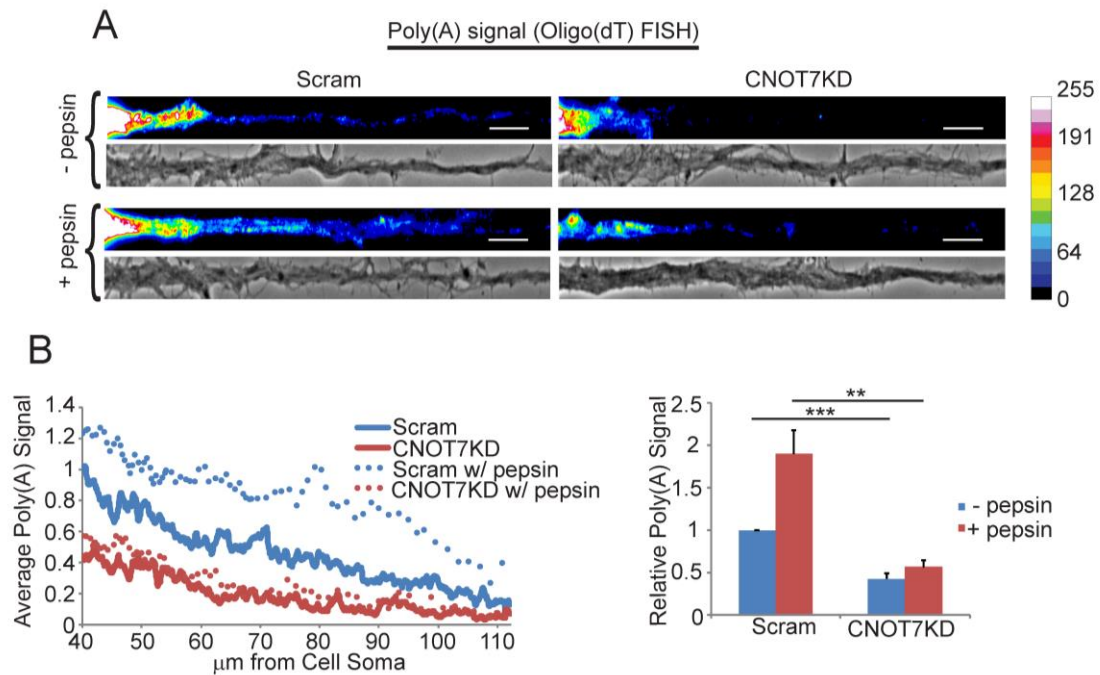 A
Poly(A) signal (Oligo(dT) FISH)
Scram
CNOT7KD
- pepsin
+ pepsin
255
191
128
64
0
B
Average Poly(A) Signal
1.4
1.2
1
0.8
0.6
0.4
0.2
0
40 50 60 70 80 90 100 110
μm from Cell Soma
Scram
CNOT7KD
Scram w/ pepsin
CNOT7KD w/ pepsin
Relative Poly(A) Signal
2.5
2
1.5
1
0.5
0
**
***
Scram CNOT7KD
- pepsin
+ pepsin